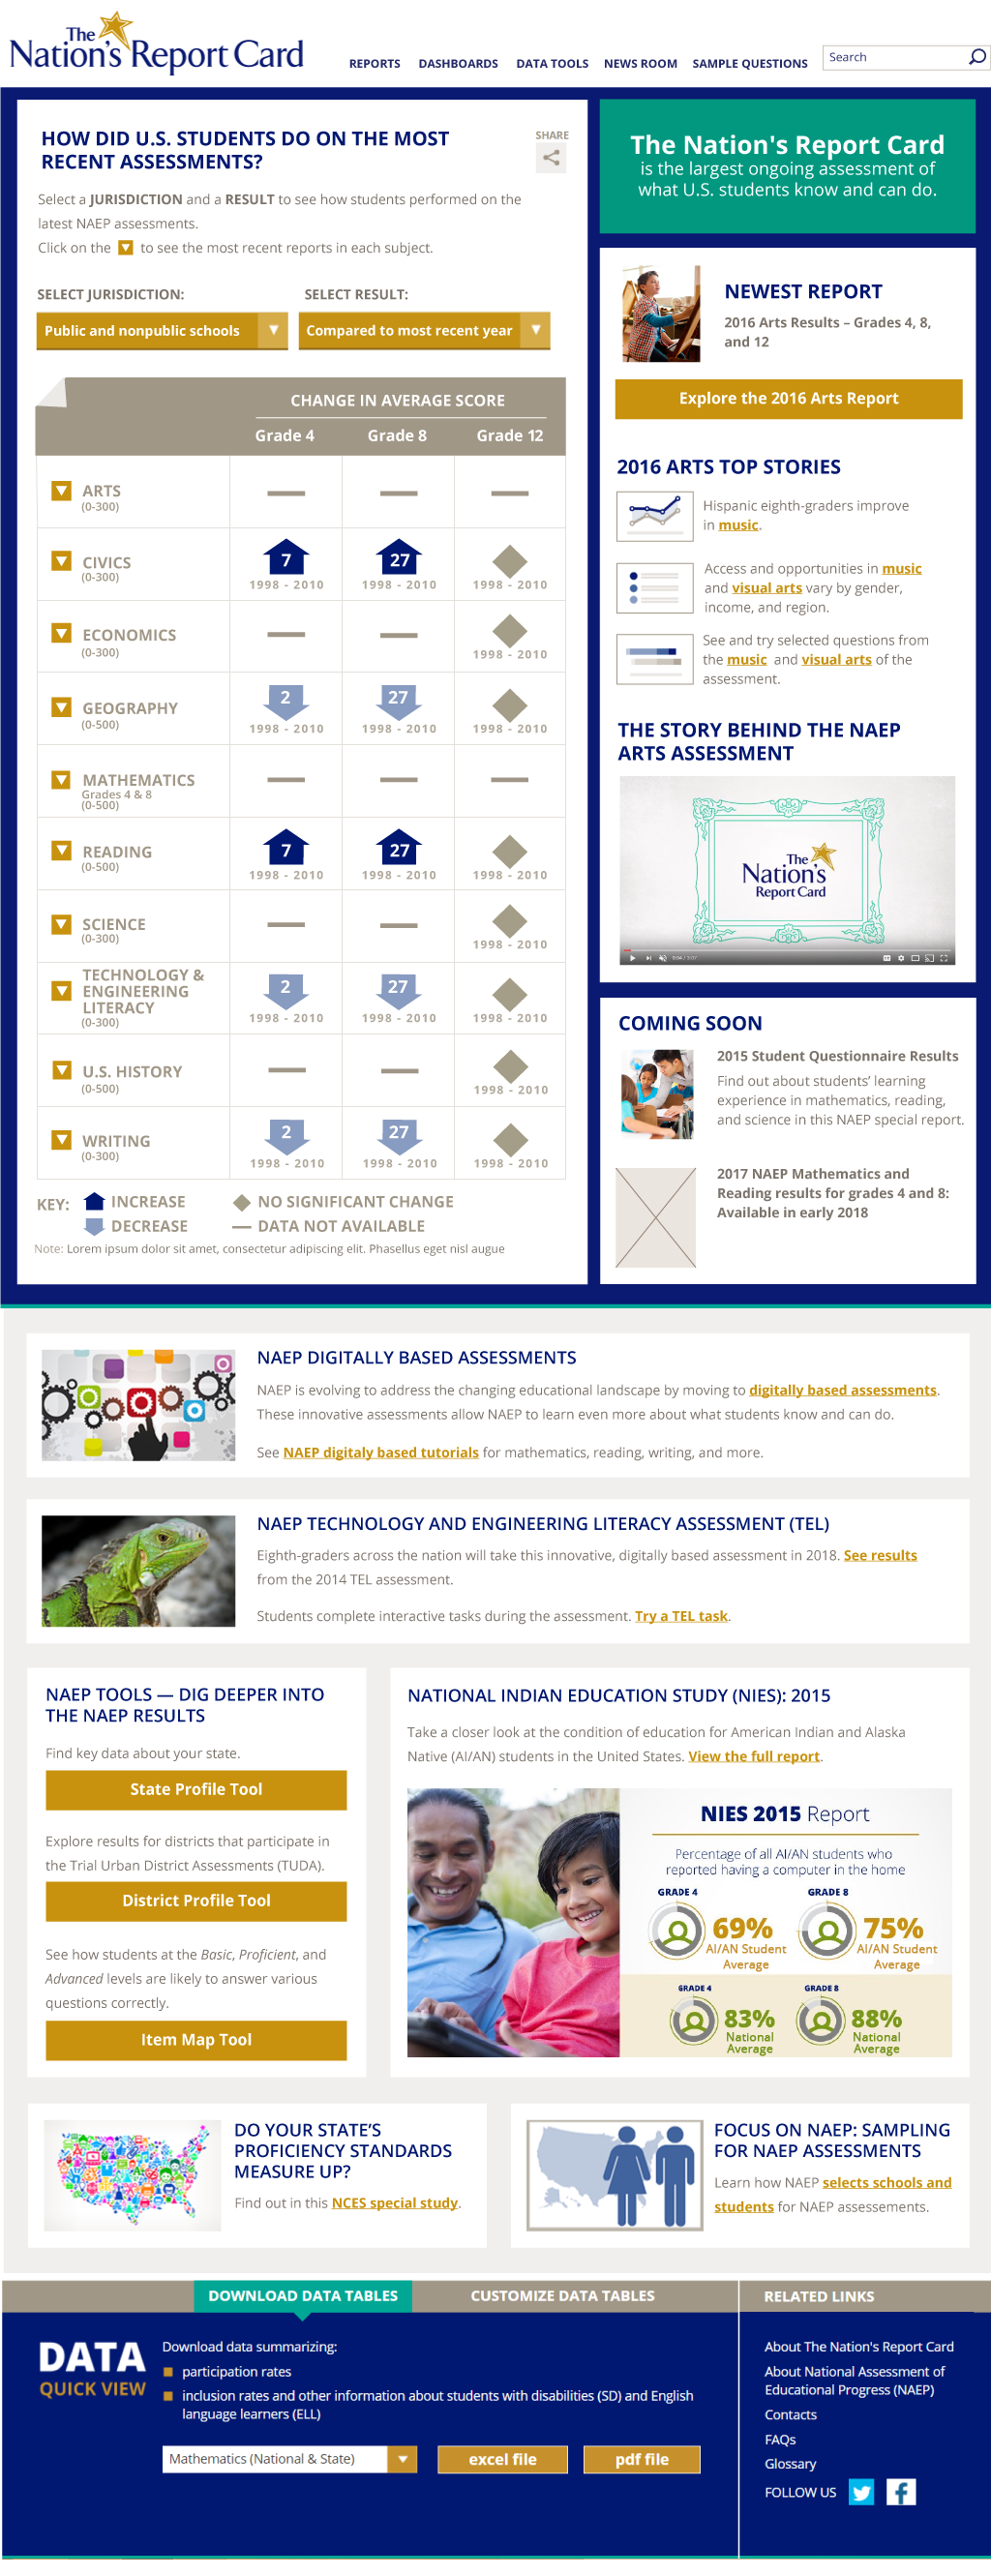 The
Nation's Report Card
REPORTS DASHBOARDS DATA TOOLS NEWS ROOM SAMPLE QUESTIONS Search
HOW DID U.S. STUDENTS DO ON THE MOST
RECENT ASSESSMENTS?
SHARE
Select a JURISDICTION and a RESULT to see how students performed on the
latest NAEP assessments.
Click on the to see the most recent reports in each subject.
SELECT JURISDICTION: SELECT RESULT:
Public and nonpublic schools Compared to most recent year
CHANGE IN AVERAGE SCORE
Grade 4 Grade 8 Grade 12
ARTS
(0-300)
CIVICS
(0-300)
7 27
1998 - 2010 1998 - 2010 1998 - 2010
ECONOMICS
(0-300)
1998 - 2010
GEOGRAPHY
(0-500)
2 27
1998 - 2010 1998 - 2010 1998 - 2010
MATHEMATICS
Grades 4 & 8
(0-500)
READING
(0-500)
7 27
1998 - 2010 1998 - 2010 1998 - 2010
SCIENCE
(0-300)
1998 - 2010
TECHNOLOGY &
ENGINEERING
LITERACY
(0-300)
2 27
1998 - 2010 1998 - 2010 1998 - 2010
U.S. HISTORY
(0-500)
1998 - 2010
WRITING
(0-300)
2 27
1998 - 2010 1998 - 2010 1998 - 2010
KEY: INCREASE NO SIGNIFICANT CHANGE
DECREASE DATA NOT AVAILABLE
Note: Lorem ipsum dolor sit amet, consectetur adipiscing elit. Phasellus eget nisl augue
The Nation's Report Card
is the largest ongoing assessment of
what U.S. students know and can do.
NEWEST REPORT
2016 Arts Results – Grades 4, 8,
and 12
Explore the 2016 Arts Report
2016 ARTS TOP STORIES
Hispanic eighth-graders improve
in music.
Access and opportunities in music
and visual arts vary by gender,
income, and region.
See and try selected questions from
the music and visual arts of the
assessment.
THE STORY BEHIND THE NAEP
ARTS ASSESSMENT
The
Nation's
Report Card
COMING SOON
2015 Student Questionnaire Results
Find out about students' learning
experience in mathematics, reading,
and science in this NAEP special report.
2017 NAEP Mathematics and
Reading results for grades 4 and 8:
Available in early 2018
NAEP DIGITALLY BASED ASSESSMENTS
NAEP is evolving to address the changing educational landscape by moving to digitally based assessments.
These innovative assessments allow NAEP to learn even more about what students know and can do.
See NAEP digitaly based tutorials for mathematics, reading, writing, and more.
NAEP TECHNOLOGY AND ENGINEERING LITERACY ASSESSMENT (TEL)
Eighth-graders across the nation will take this innovative, digitally based assessment in 2018. See results
from the 2014 TEL assessment.
Students complete interactive tasks during the assessment. Try a TEL task.
NAEP TOOLS — DIG DEEPER INTO
THE NAEP RESULTS
Find key data about your state.
State Profile Tool
Explore results for districts that participate in
the Trial Urban District Assessments (TUDA).
District Profile Tool
See how students at the Basic, Proficient, and
Advanced levels are likely to answer various
questions correctly.
Item Map Tool
NATIONAL INDIAN EDUCATION STUDY (NIES): 2015
Take a closer look at the condition of education for American Indian and Alaska
Native (AI/AN) students in the United States. View the full report.
NIES 2015 Report
Percentage of all AI/AN students who
reported having a computer in the home
GRADE 4 GRADE 8
69% 75%
AI/AN Student AI/AN Student
Average Average
GRADE 4 GRADE 8
83% 88%
National National
Average Average
DO YOUR STATE'S
PROFICIENCY STANDARDS
MEASURE UP?
Find out in this NCES special study.
FOCUS ON NAEP: SAMPLING
FOR NAEP ASSESSMENTS
Learn how NAEP selects schools and
students for NAEP assessements.
DOWNLOAD DATA TABLES CUSTOMIZE DATA TABLES RELATED LINKS
DATA
QUICK VIEW
Download data summarizing:
participation rates
inclusion rates and other information about students with disabilities (SD) and English
language learners (ELL)
Mathematics (National & State) excel file pdf file
About The Nation's Report Card
About National Assessment of
Educational Progress (NAEP)
Contacts
FAQs
Glossary
FOLLOW US